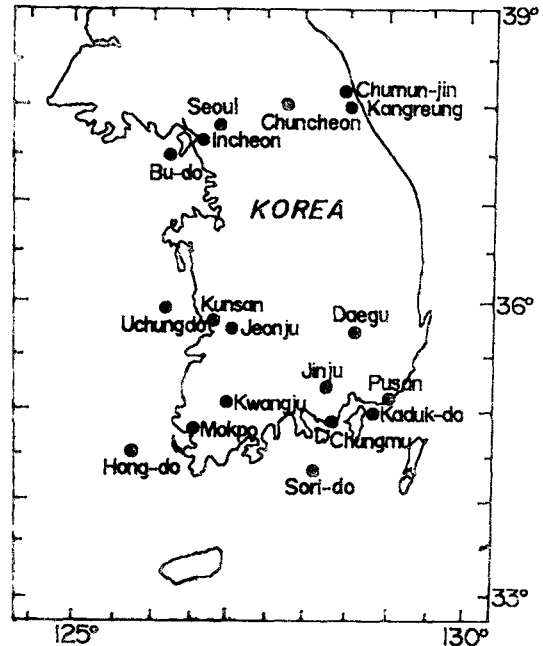 39°
Chumun-jin
Seoul
Chuncheon
Kangreung
Incheon
Bu-do
KOREA
36°
Kunsan
Daegu
Uchungdo
Jeonju
Jinju
Pusan
Kwangju
Kaduk-do
Mokpo
Chungmu
Hong-do
Sori-do
33°
125°
130°